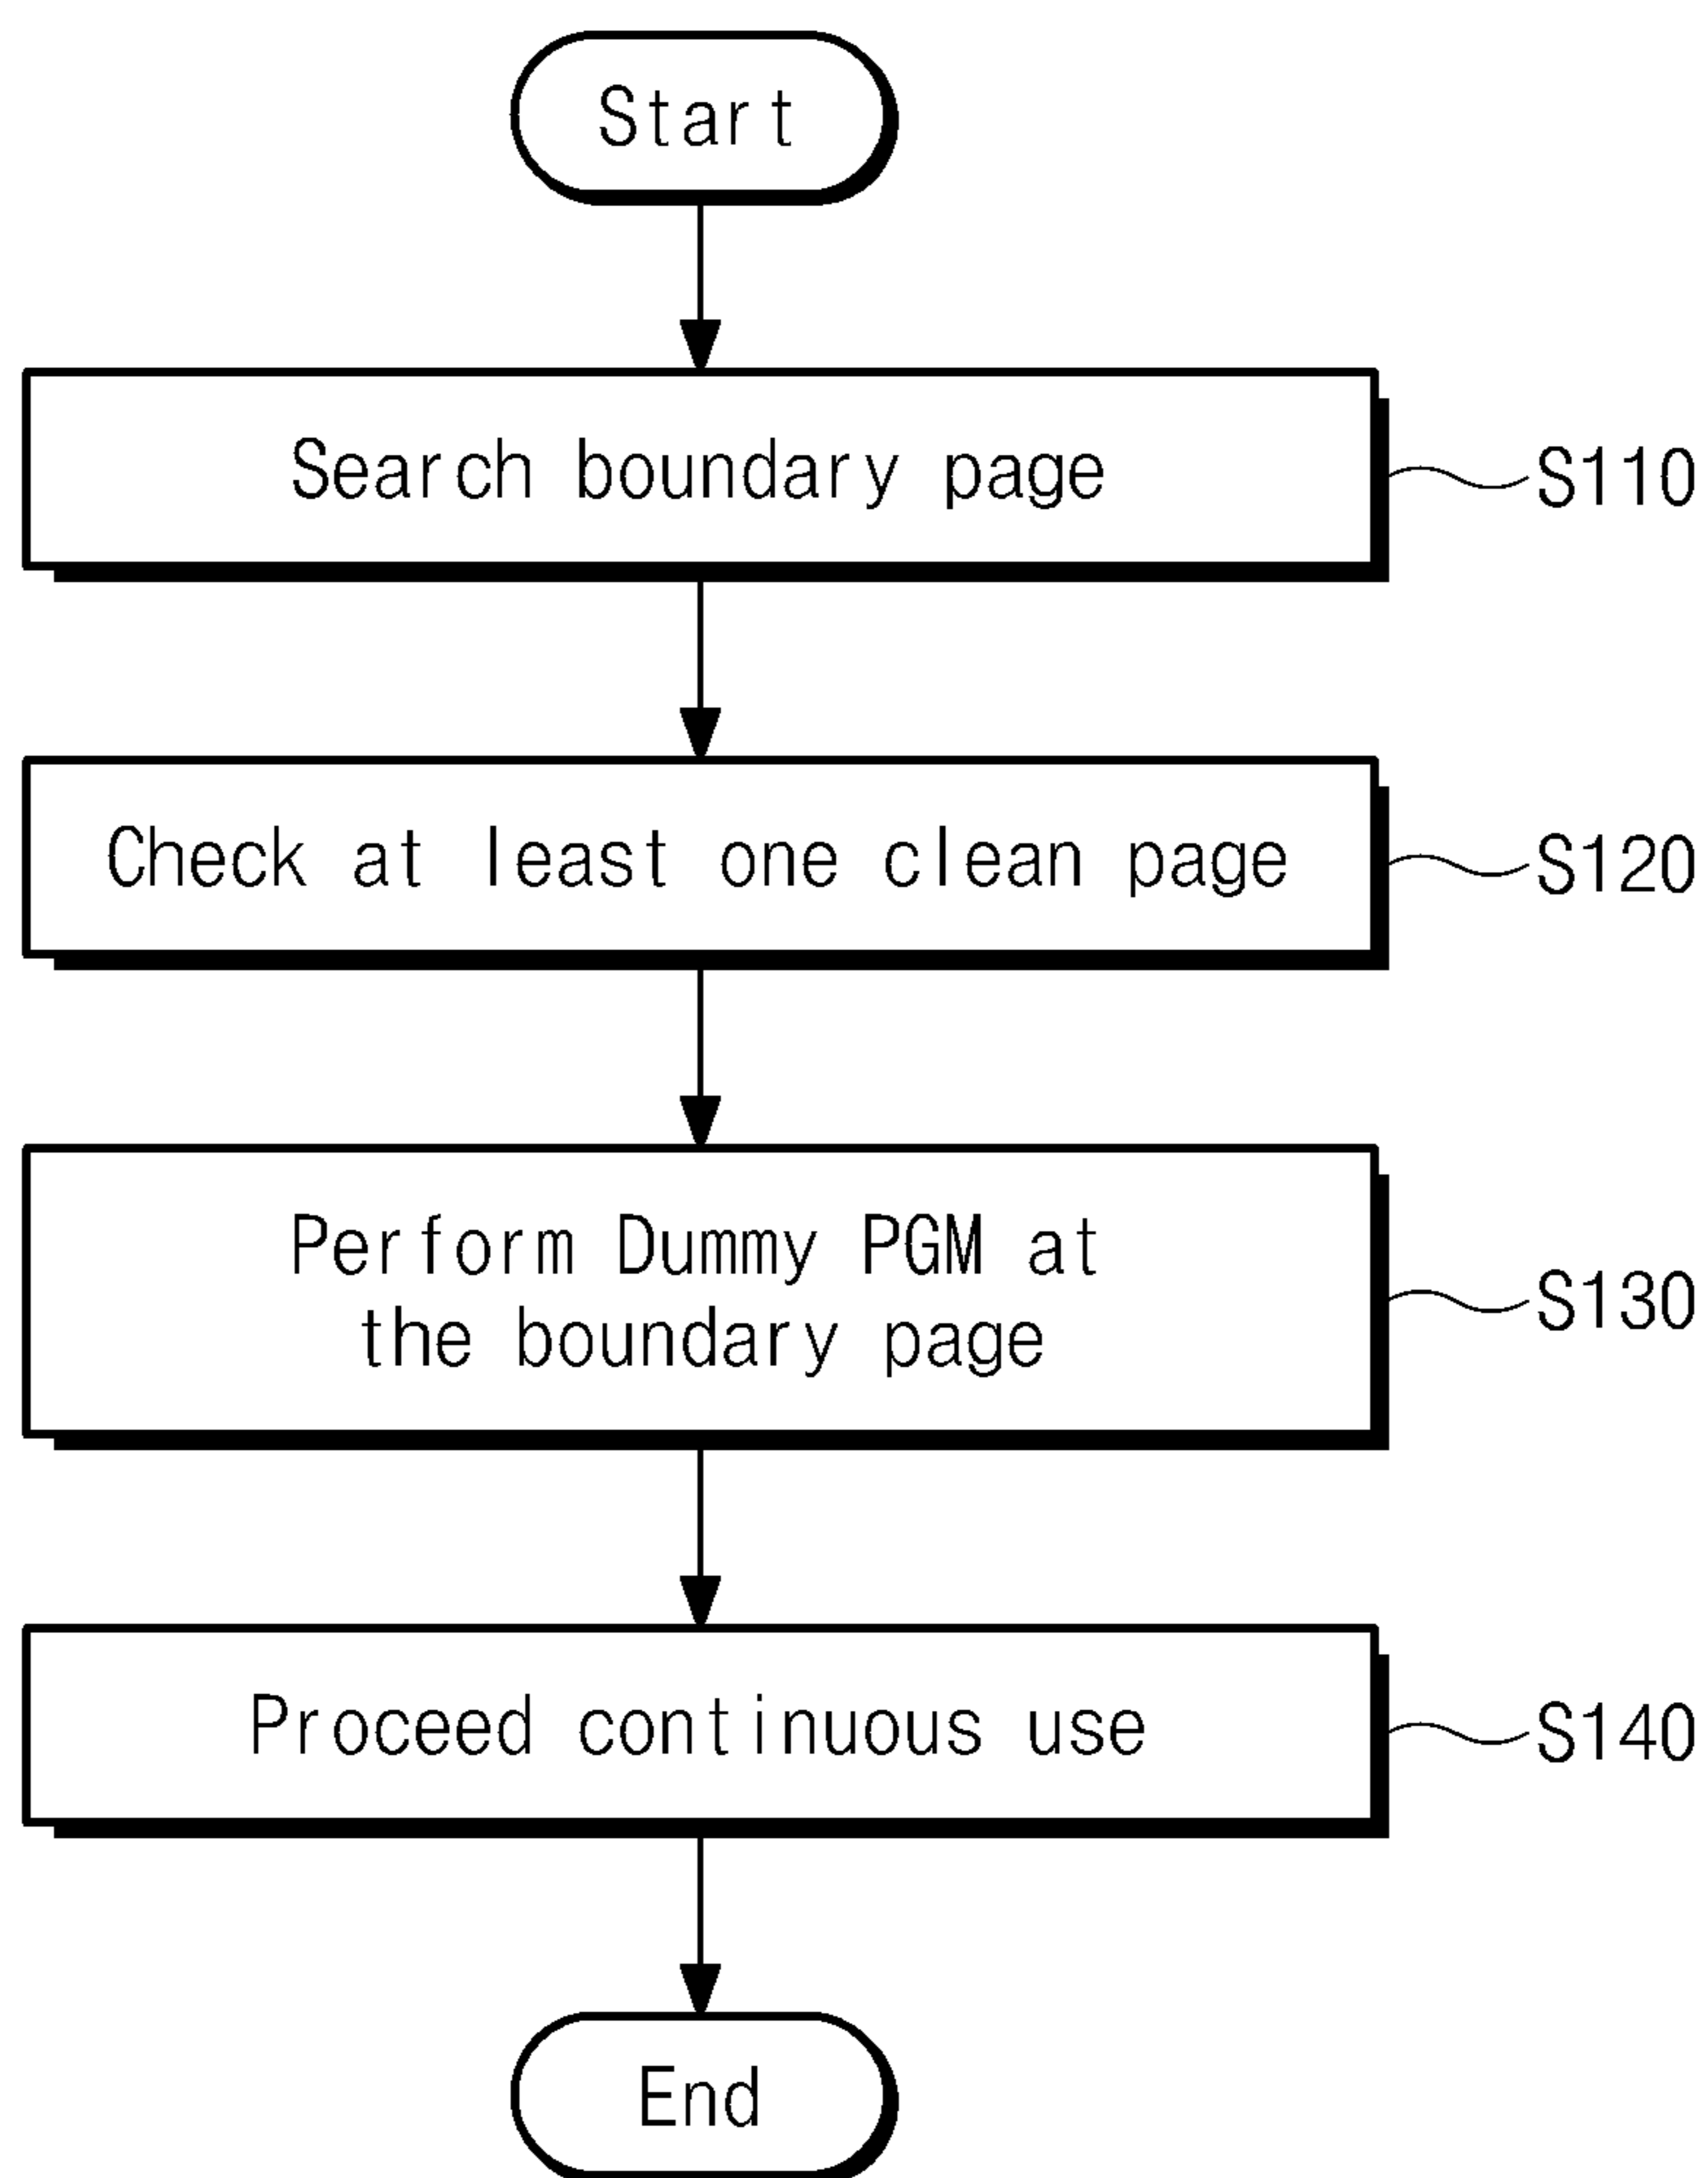 Start
Search boundary page
S110
Check at least one clean page
S120
Perform Dummy PGM at
the boundary page
S130
Proceed continuous use
S140
End